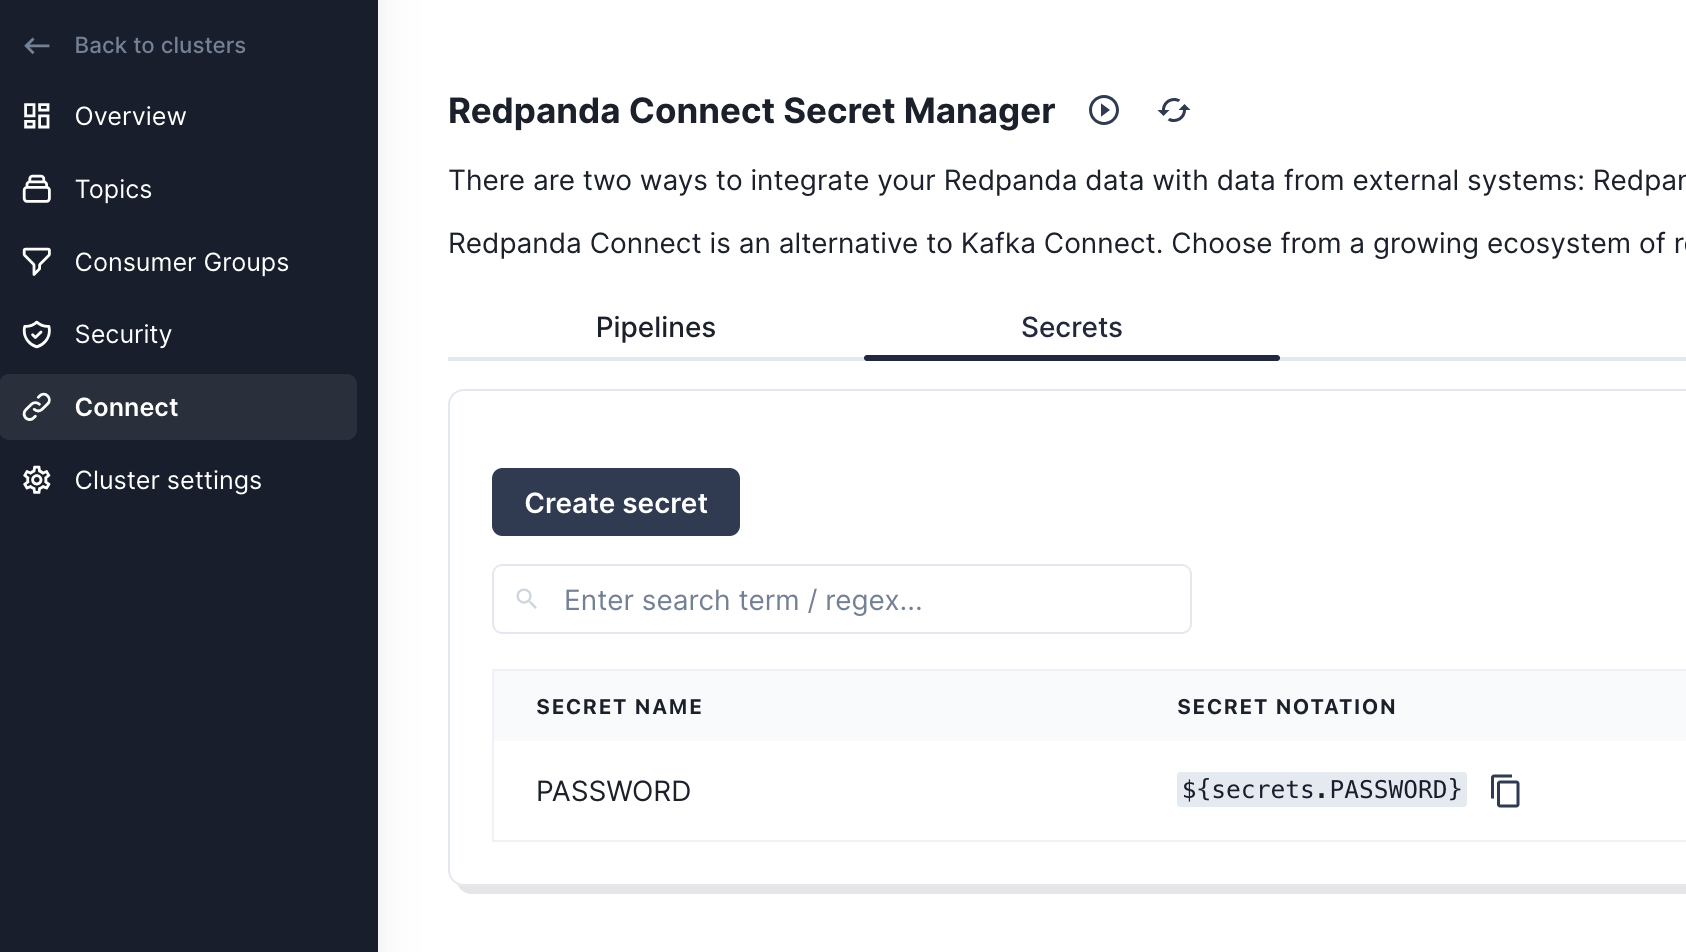 Back to clusters
Overview
Topics
Consumer Groups
Security
Connect
Cluster settings
Redpanda Connect Secret Manager
There are two ways to integrate your Redpanda data with data from external systems: Redpan
Redpanda Connect is an alternative to Kafka Connect. Choose from a growing ecosystem of r
Pipelines
Secrets
Create secret
Enter search term / regex...
SECRET NAME
SECRET NOTATION
PASSWORD
${secrets.PASSWORD}